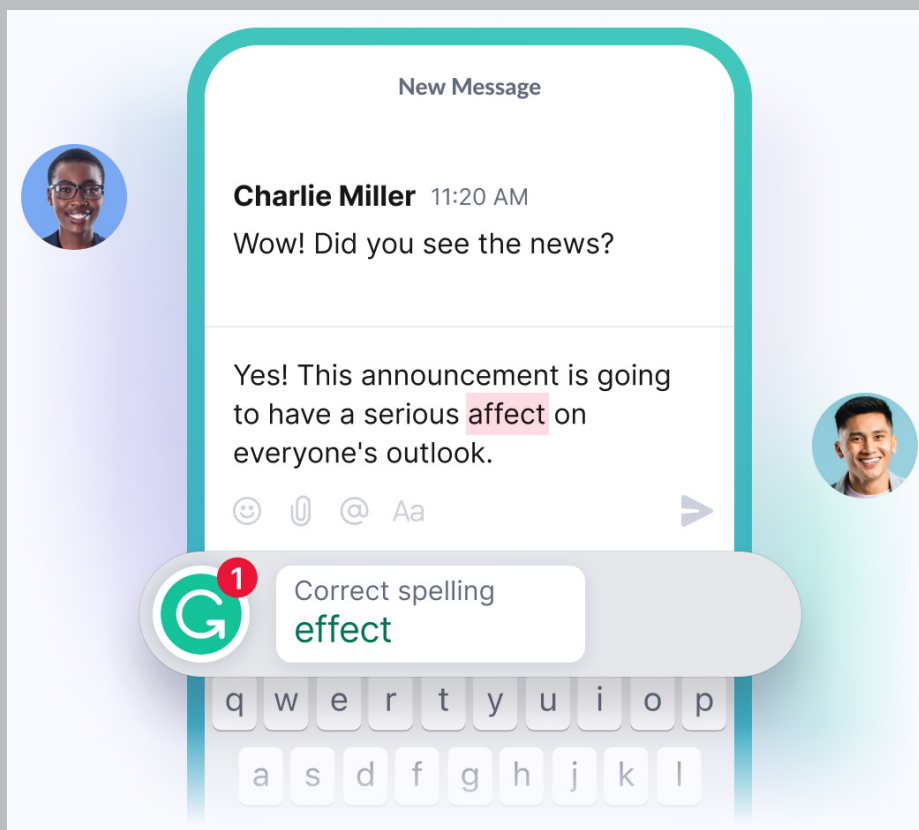 New Message
Charlie Miller 11:20 AM
Wow! Did you see the news?
Yes! This announcement is going
to have a serious affect on
everyone's outlook.
@ Aa
1
Correct spelling
effect
q w e r t y u i o p
a s d f g h j k l